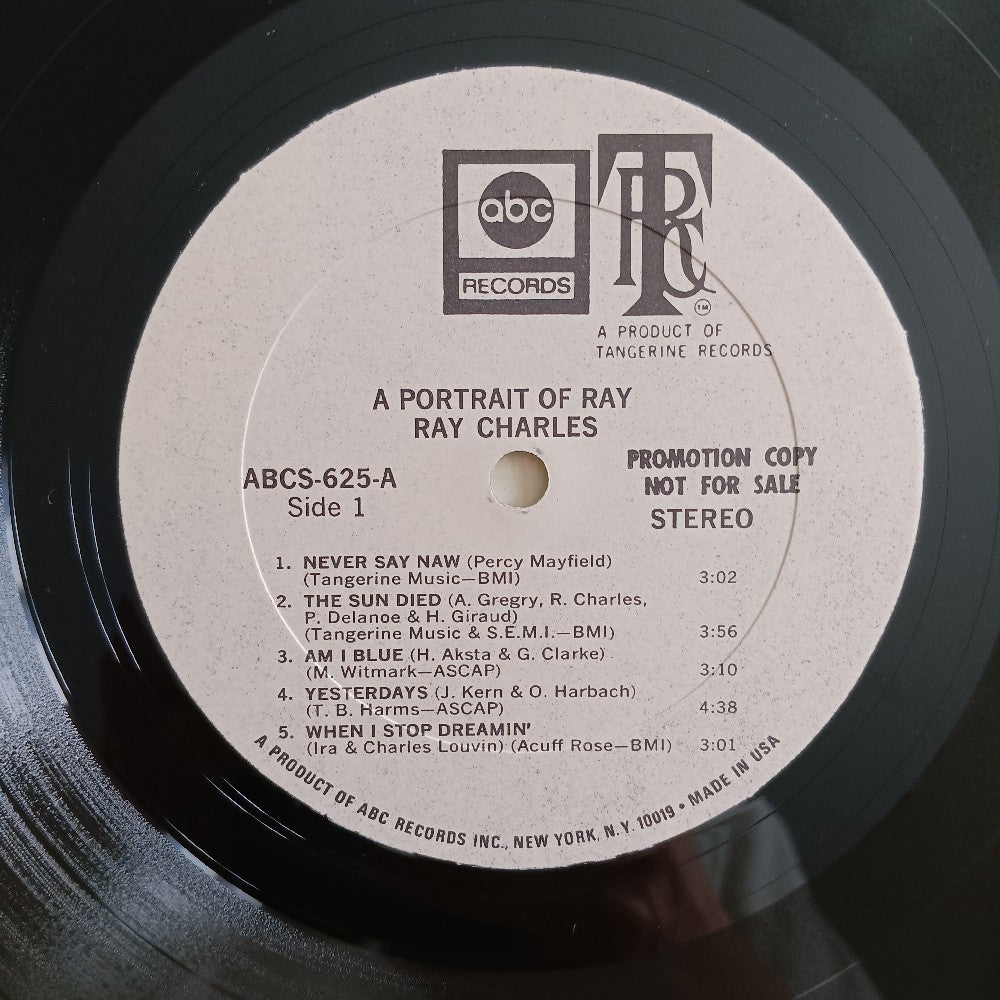 abc
RECORDS
TRC
TM
A PRODUCT OF
TANGERINE RECORDS
A PORTRAIT OF RAY
RAY CHARLES
ABCS-625-A
Side 1
PROMOTION COPY
NOT FOR SALE
STEREO
1. NEVER SAY NAW (Percy Mayfield)
(Tangerine Music—BMI) 3:02
2. THE SUN DIED (A. Gregry, R. Charles,
P. Delanoe & H. Giraud)
(Tangerine Music & S.E.M.I.—BMI) 3:56
3. AM I BLUE (H. Aksta & G. Clarke)
(M. Witmark—ASCAP) 3:10
4. YESTERDAYS (J. Kern & O. Harbach)
(T. B. Harms—ASCAP) 4:38
5. WHEN I STOP DREAMIN'
(Ira & Charles Louvin) (Acuff Rose—BMI) 3:01
A PRODUCT OF ABC RECORDS INC., NEW YORK, N.Y. 10019 • MADE IN USA